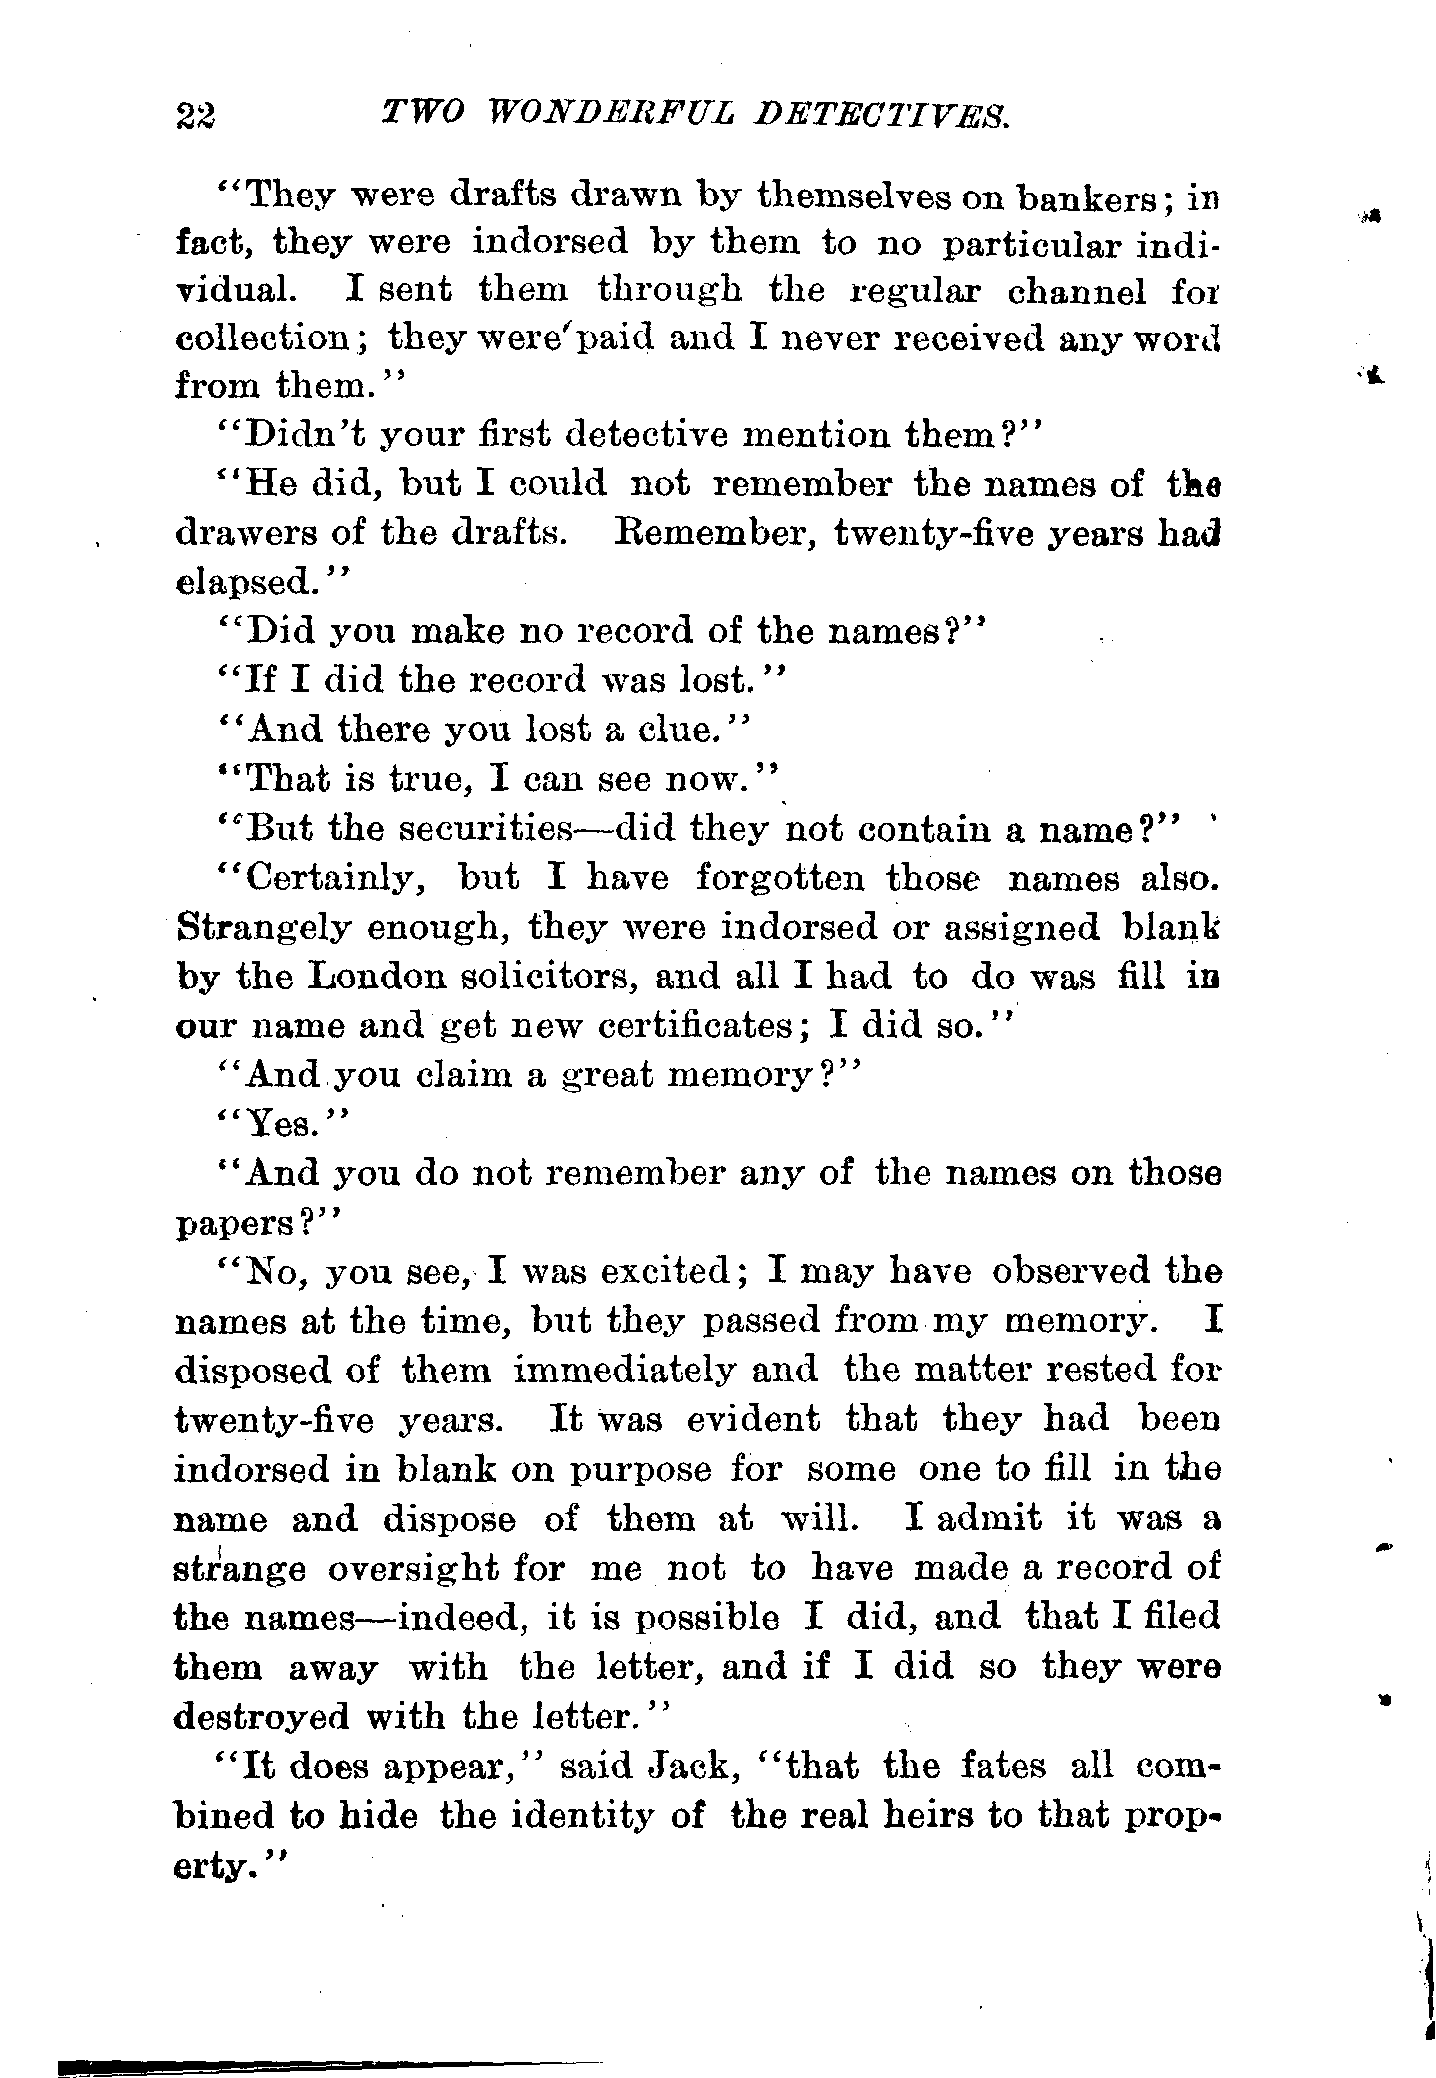 22 TWO WONDERFUL DETECTIVES.
"They were drafts drawn by themselves on bankers; in
fact, they were indorsed by them to no particular indi-
vidual. I sent them through the regular channel for
collection; they were paid and I never received any word
from them."
"Didn't your first detective mention them?"
"He did, but I could not remember the names of the
drawers of the drafts. Remember, twenty-five years had
elapsed."
"Did you make no record of the names?"
"If I did the record was lost."
"And there you lost a clue."
"That is true, I can see now."
"But the securities—did they not contain a name?"
"Certainly, but I have forgotten those names also.
Strangely enough, they were indorsed or assigned blank
by the London solicitors, and all I had to do was fill in
our name and get new certificates; I did so."
"And you claim a great memory?"
"Yes."
"And you do not remember any of the names on those
papers?"
"No, you see, I was excited; I may have observed the
names at the time, but they passed from my memory. I
disposed of them immediately and the matter rested for
twenty-five years. It was evident that they had been
indorsed in blank on purpose for some one to fill in the
name and dispose of them at will. I admit it was a
strange oversight for me not to have made a record of
the names—indeed, it is possible I did, and that I filed
them away with the letter, and if I did so they were
destroyed with the letter."
"It does appear," said Jack, "that the fates all com-
bined to hide the identity of the real heirs to that prop-
erty."